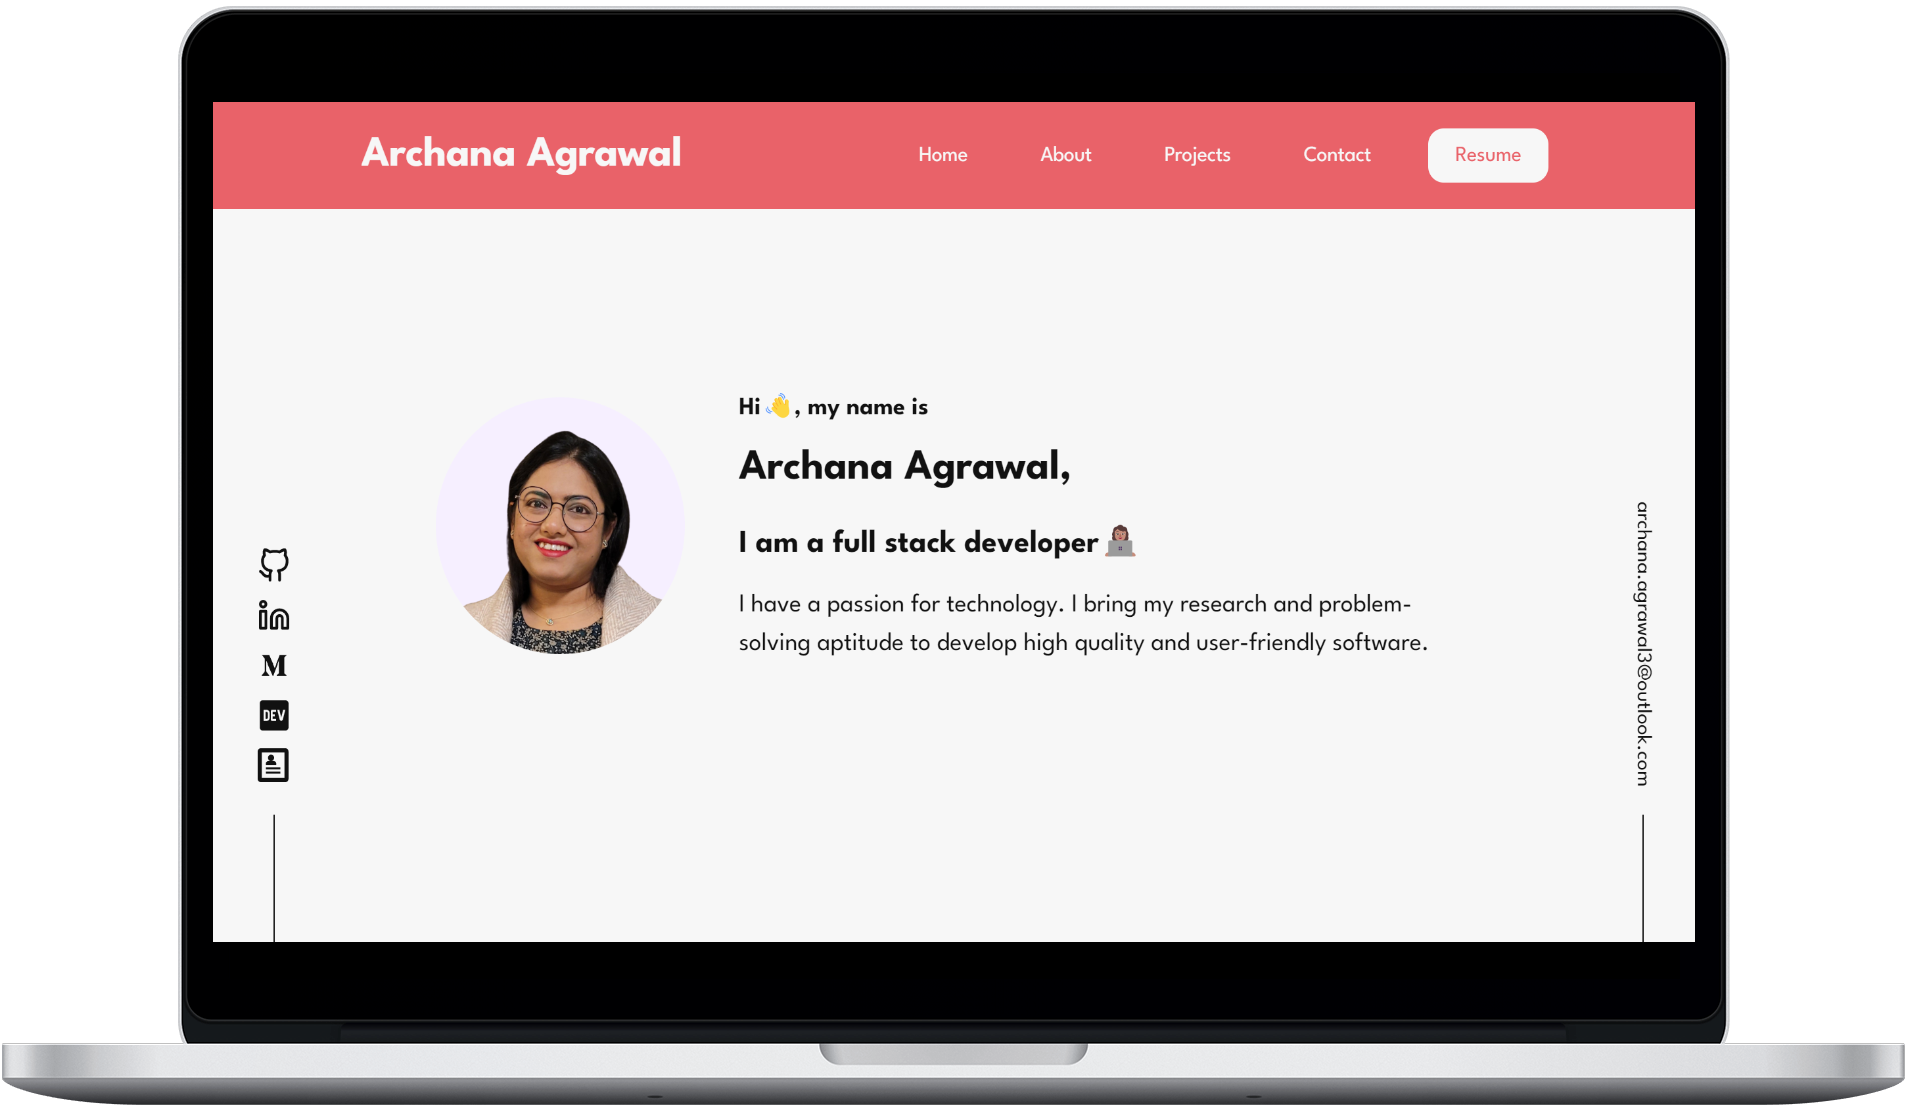 Archana Agrawal
Home
About
Projects
Contact
Resume
Hi 👋, my name is
Archana Agrawal,
I am a full stack developer 👩🏽‍💻
I have a passion for technology. I bring my research and problem-
solving aptitude to develop high quality and user-friendly software.
in
M
DEV
archana.agrawal3@outlook.com